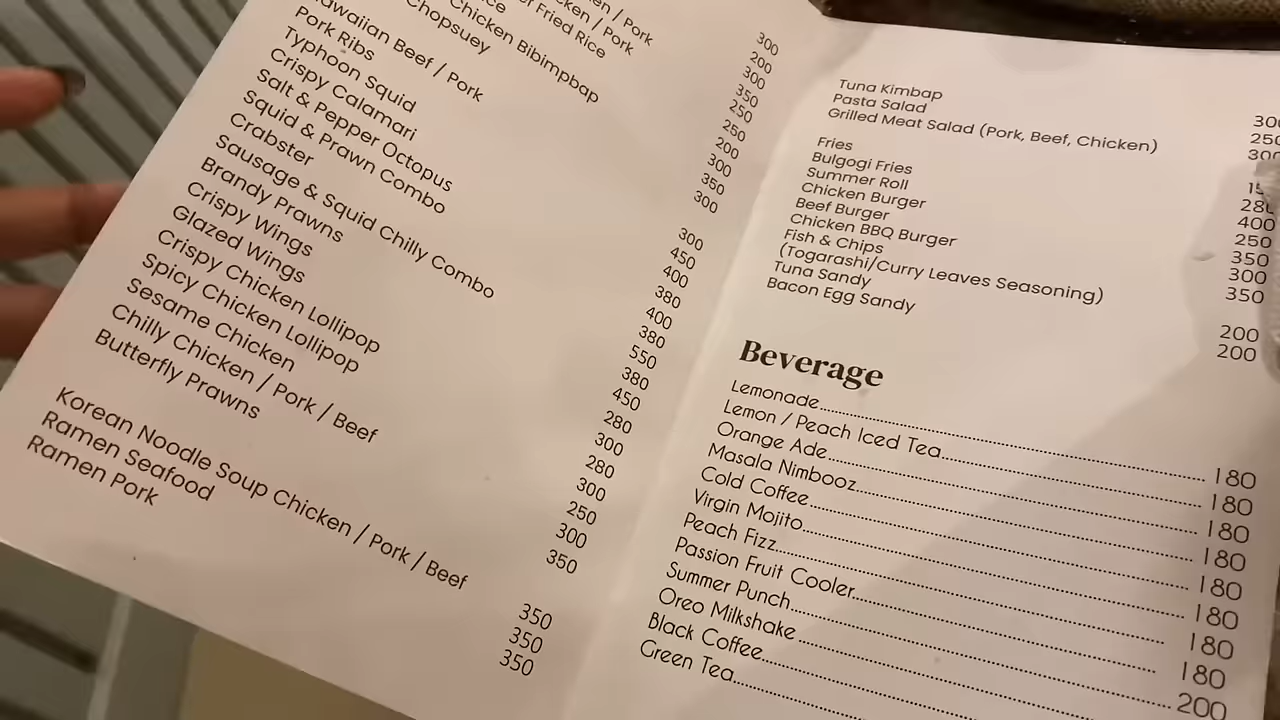 cken / Pork
Fried Rice
Chicken Bibimpbap
Chopsuey
Hawaiian Beef / Pork
Pork Ribs
Typhoon Squid
Crispy Calamari
Salt & Pepper Octopus
Squid & Prawn Combo
Crabster
Sausage & Squid Chilly Combo
Brandy Prawns
Crispy Wings
Glazed Wings
Crispy Chicken Lollipop
Spicy Chicken Lollipop
Sesame Chicken
Chilly Chicken / Pork / Beef
Butterfly Prawns
Korean Noodle Soup Chicken / Pork / Beef
Ramen Seafood
Ramen Pork
300
200
300
350
250
250
200
300
350
300
300
450
400
380
400
380
550
380
450
280
300
280
300
250
300
350
350
350
350
Tuna Kimbap
Pasta Salad
Grilled Meat Salad (Pork, Beef, Chicken)
Fries
Bulgogi Fries
Summer Roll
Chicken Burger
Beef Burger
Chicken BBQ Burger
Fish & Chips
(Togarashi/Curry Leaves Seasoning)
Tuna Sandy
Bacon Egg Sandy
300
250
300
280
400
250
350
300
350
200
200
Beverage
Lemonade 180
Lemon / Peach Iced Tea 180
Orange Ade 180
Masala Nimbooz 180
Cold Coffee 180
Virgin Mojito 180
Peach Fizz 180
Passion Fruit Cooler 180
Summer Punch 180
Oreo Milkshake 200
Black Coffee
Green Tea